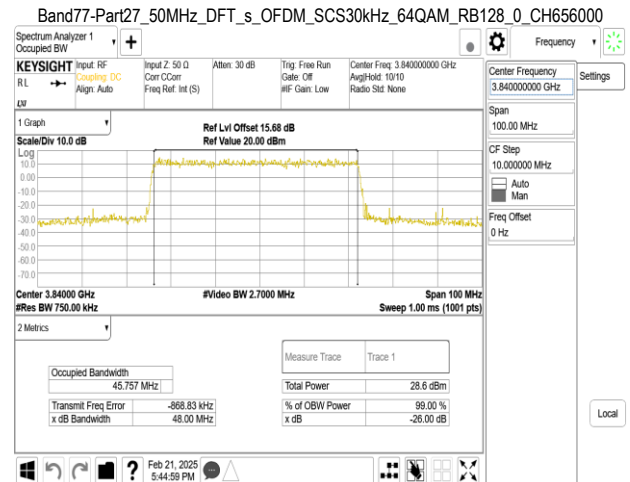 Band77-Part27_50MHz_DFT_s_OFDM_SCS30kHz_64QAM_RB128_0_CH656000
Spectrum Analyzer 1
Occupied BW
Frequency
KEYSIGHT
RL
LXI
Input: RF
Coupling: DC
Align: Auto
Input Z: 50 Ω
Corr CCorr
Freq Ref: Int (S)
Atten: 30 dB
Trig: Free Run
Gate: Off
#IF Gain: Low
Center Freq: 3.840000000 GHz
Avg|Hold: 10/10
Radio Std: None
Center Frequency
3.840000000 GHz
Settings
Span
100.00 MHz
CF Step
10.000000 MHz
Auto
Man
Freq Offset
0 Hz
1 Graph
Scale/Div 10.0 dB
Ref Lvl Offset 15.68 dB
Ref Value 20.00 dBm
Log
10.0
0.00
-10.0
-20.0
-30.0
-40.0
-50.0
-60.0
-70.0
Center 3.84000 GHz
#Res BW 750.00 kHz
#Video BW 2.7000 MHz
Span 100 MHz
Sweep 1.00 ms (1001 pts)
2 Metrics
Measure Trace Trace 1
Occupied Bandwidth
45.757 MHz
Total Power 28.6 dBm
Transmit Freq Error -868.83 kHz
% of OBW Power 99.00 %
x dB Bandwidth 48.00 MHz
x dB -26.00 dB
Local
Feb 21, 2025
5:44:59 PM